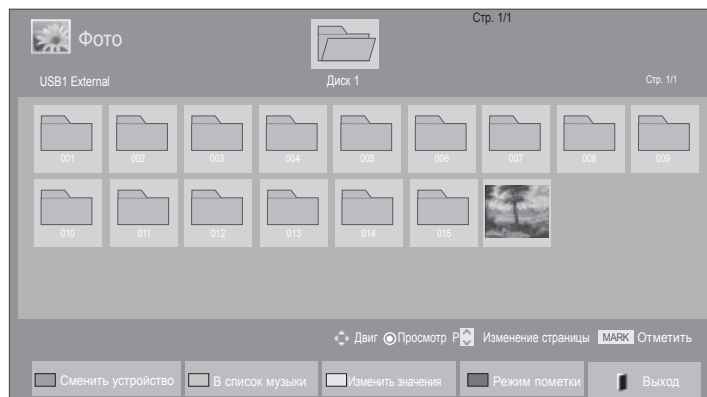 Стр. 1/1
Фото
USB1 External
Диск 1
Стр. 1/1
001 002 003 004 005 006 007 008 009
010 011 012 013 014 015
Двиг Просмотр P Изменение страницы MARK Отметить
Сменить устройство В список музыки Изменить значения Режим пометки Выход